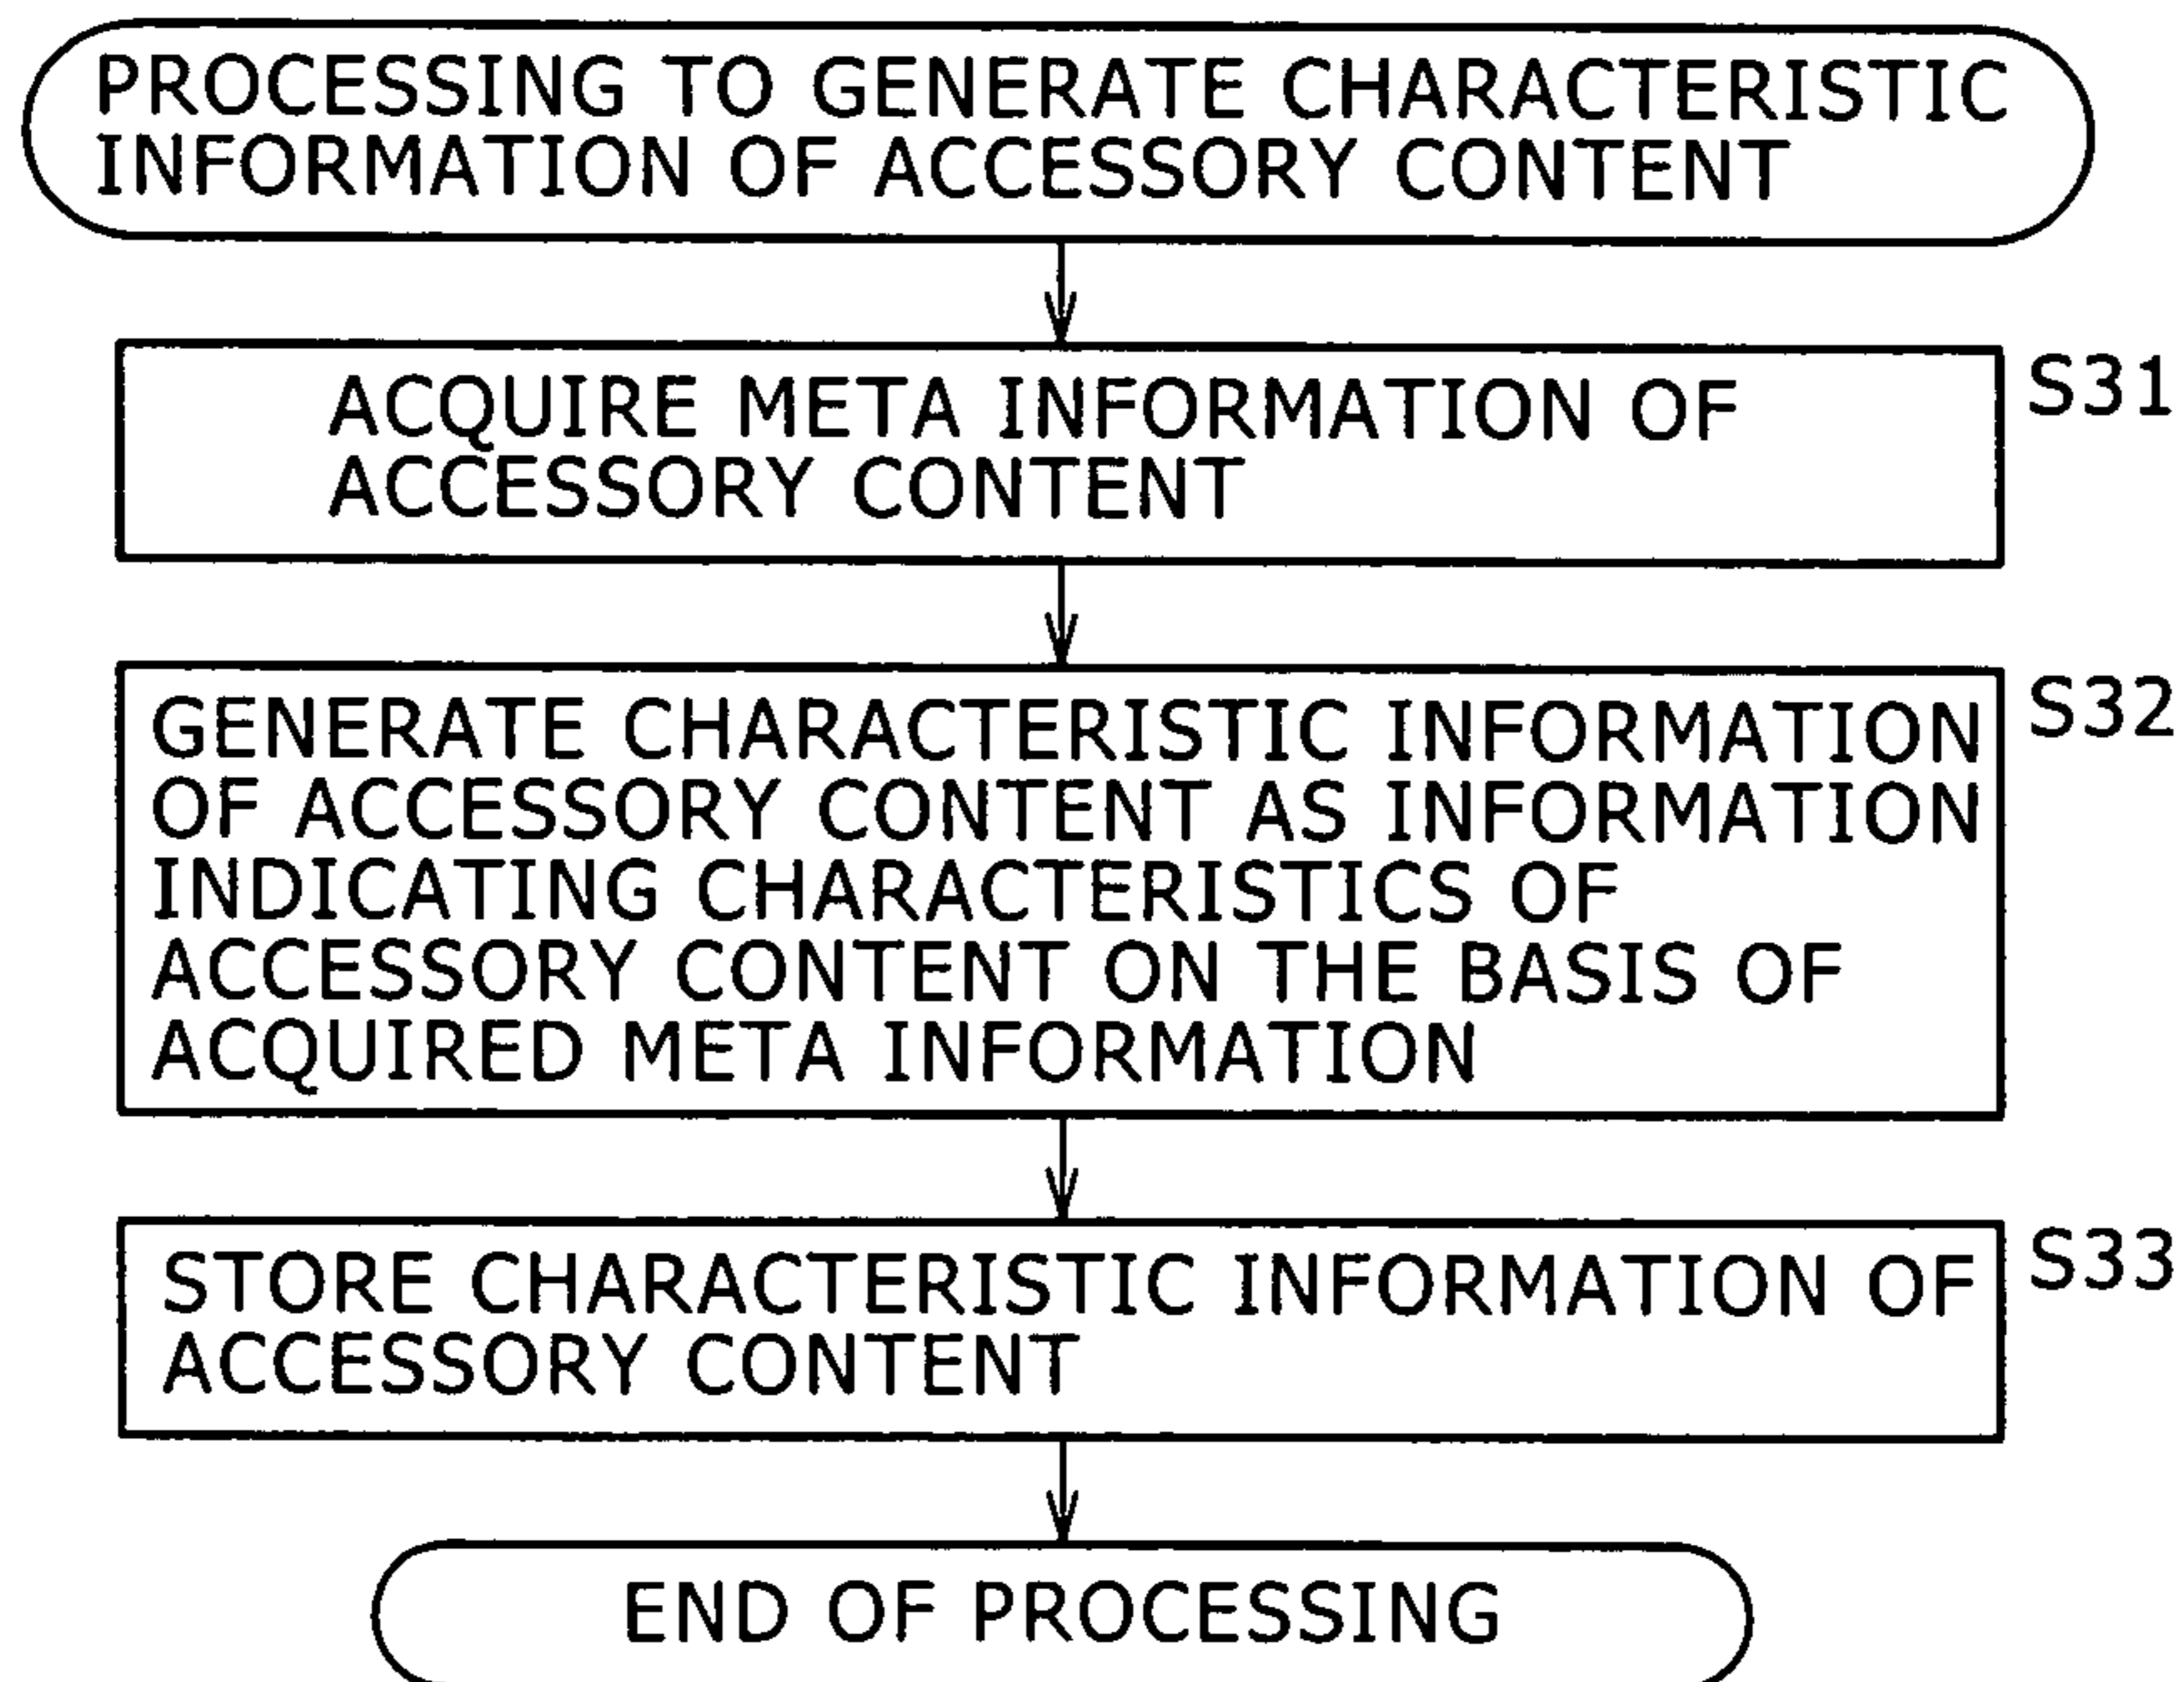 PROCESSING TO GENERATE CHARACTERISTIC
INFORMATION OF ACCESSORY CONTENT
ACQUIRE META INFORMATION OF
ACCESSORY CONTENT
S31
GENERATE CHARACTERISTIC INFORMATION
OF ACCESSORY CONTENT AS INFORMATION
INDICATING CHARACTERISTICS OF
ACCESSORY CONTENT ON THE BASIS OF
ACQUIRED META INFORMATION
S32
STORE CHARACTERISTIC INFORMATION OF
ACCESSORY CONTENT
S33
END OF PROCESSING